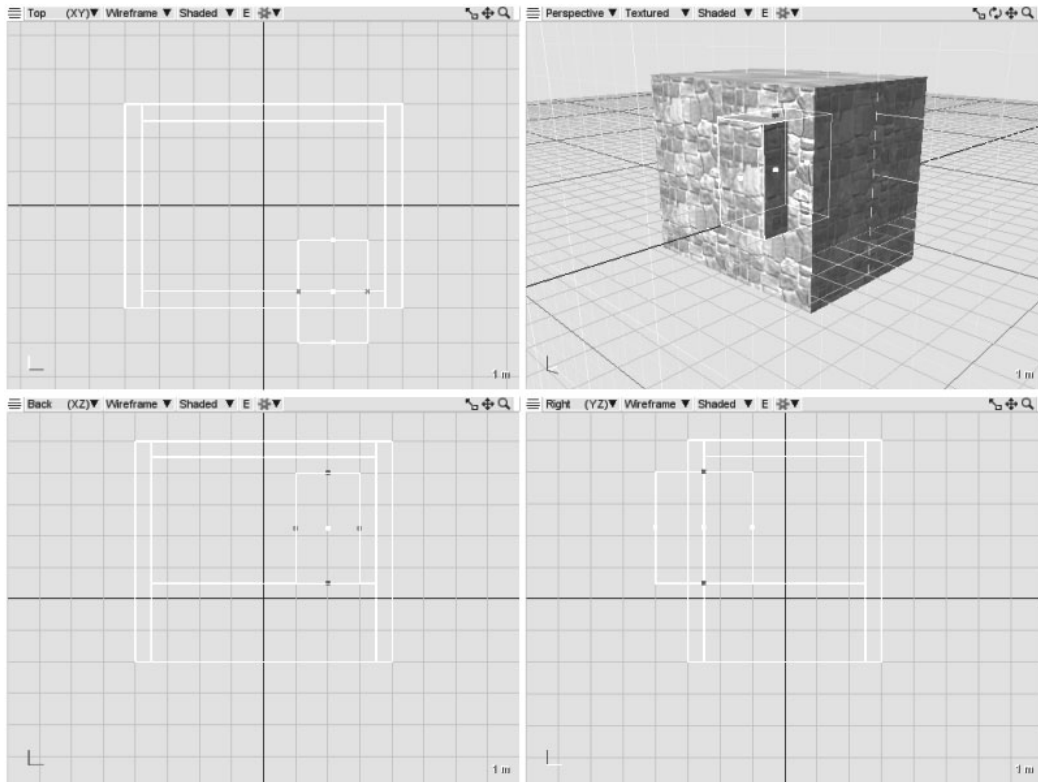 Top (XY) Wireframe Shaded E
Perspective Textured Shaded E
1 m
1 m
Back (XZ) Wireframe Shaded E
Right (YZ) Wireframe Shaded E
1 m
1 m